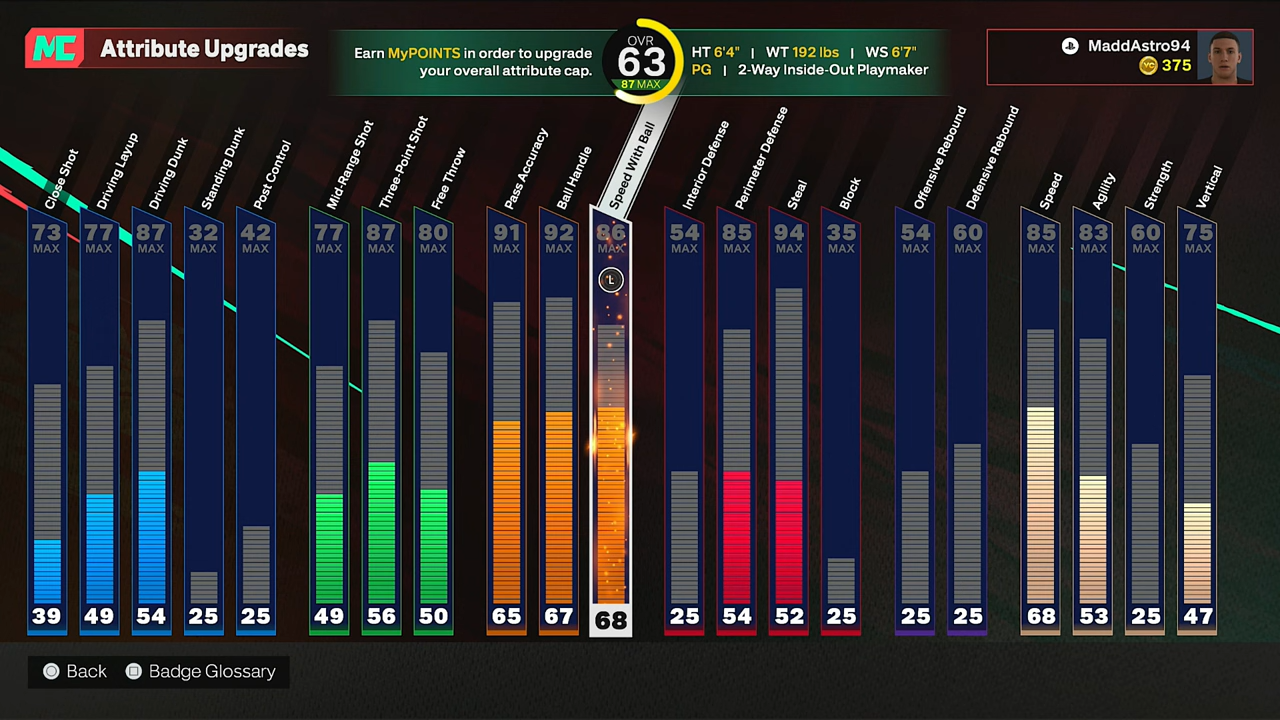 MC Attribute Upgrades
Earn MyPOINTS in order to upgrade
your overall attribute cap.
OVR
63
87 MAX
HT 6'4" | WT 192 lbs | WS 6'7"
PG | 2-Way Inside-Out Playmaker
MaddAstro94
VC 375
Close Shot
Driving Layup
Driving Dunk
Standing Dunk
Post Control
Mid-Range Shot
Three-Point Shot
Free Throw
Pass Accuracy
Ball Handle
Speed With Ball
Interior Defense
Perimeter Defense
Steal
Block
Offensive Rebound
Defensive Rebound
Speed
Agility
Strength
Vertical
73 77 87 32 42 77 87 80 91 92 86 54 85 94 35 54 60 85 83 60 75
MAX MAX MAX MAX MAX MAX MAX MAX MAX MAX MAX MAX MAX MAX MAX MAX MAX MAX MAX MAX MAX
L
39 49 54 25 25 49 56 50 65 67 68 25 54 52 25 25 25 68 53 25 47
Back Badge Glossary